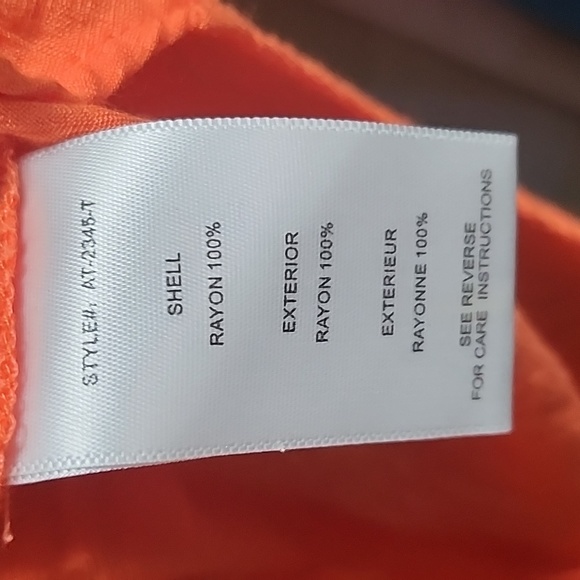 STYLE#: AT-2345-T
SHELL
RAYON 100%
EXTERIOR
RAYON 100%
EXTERIEUR
RAYONNE 100%
SEE REVERSE
FOR CARE INSTRUCTIONS